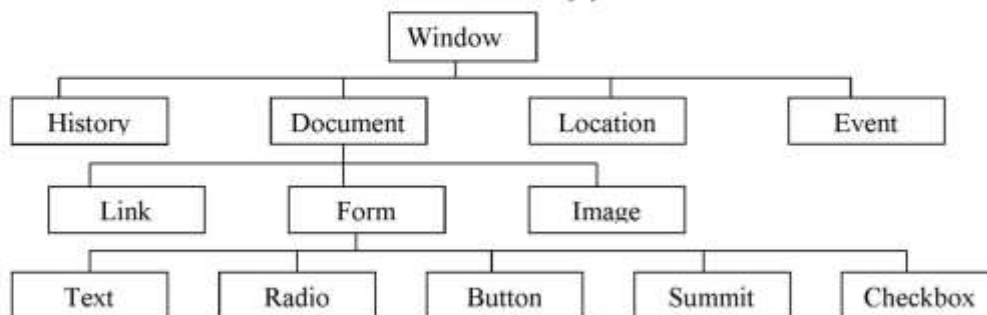 Window
History Document Location Event
Link Form Image
Text Radio Button Summit Checkbox